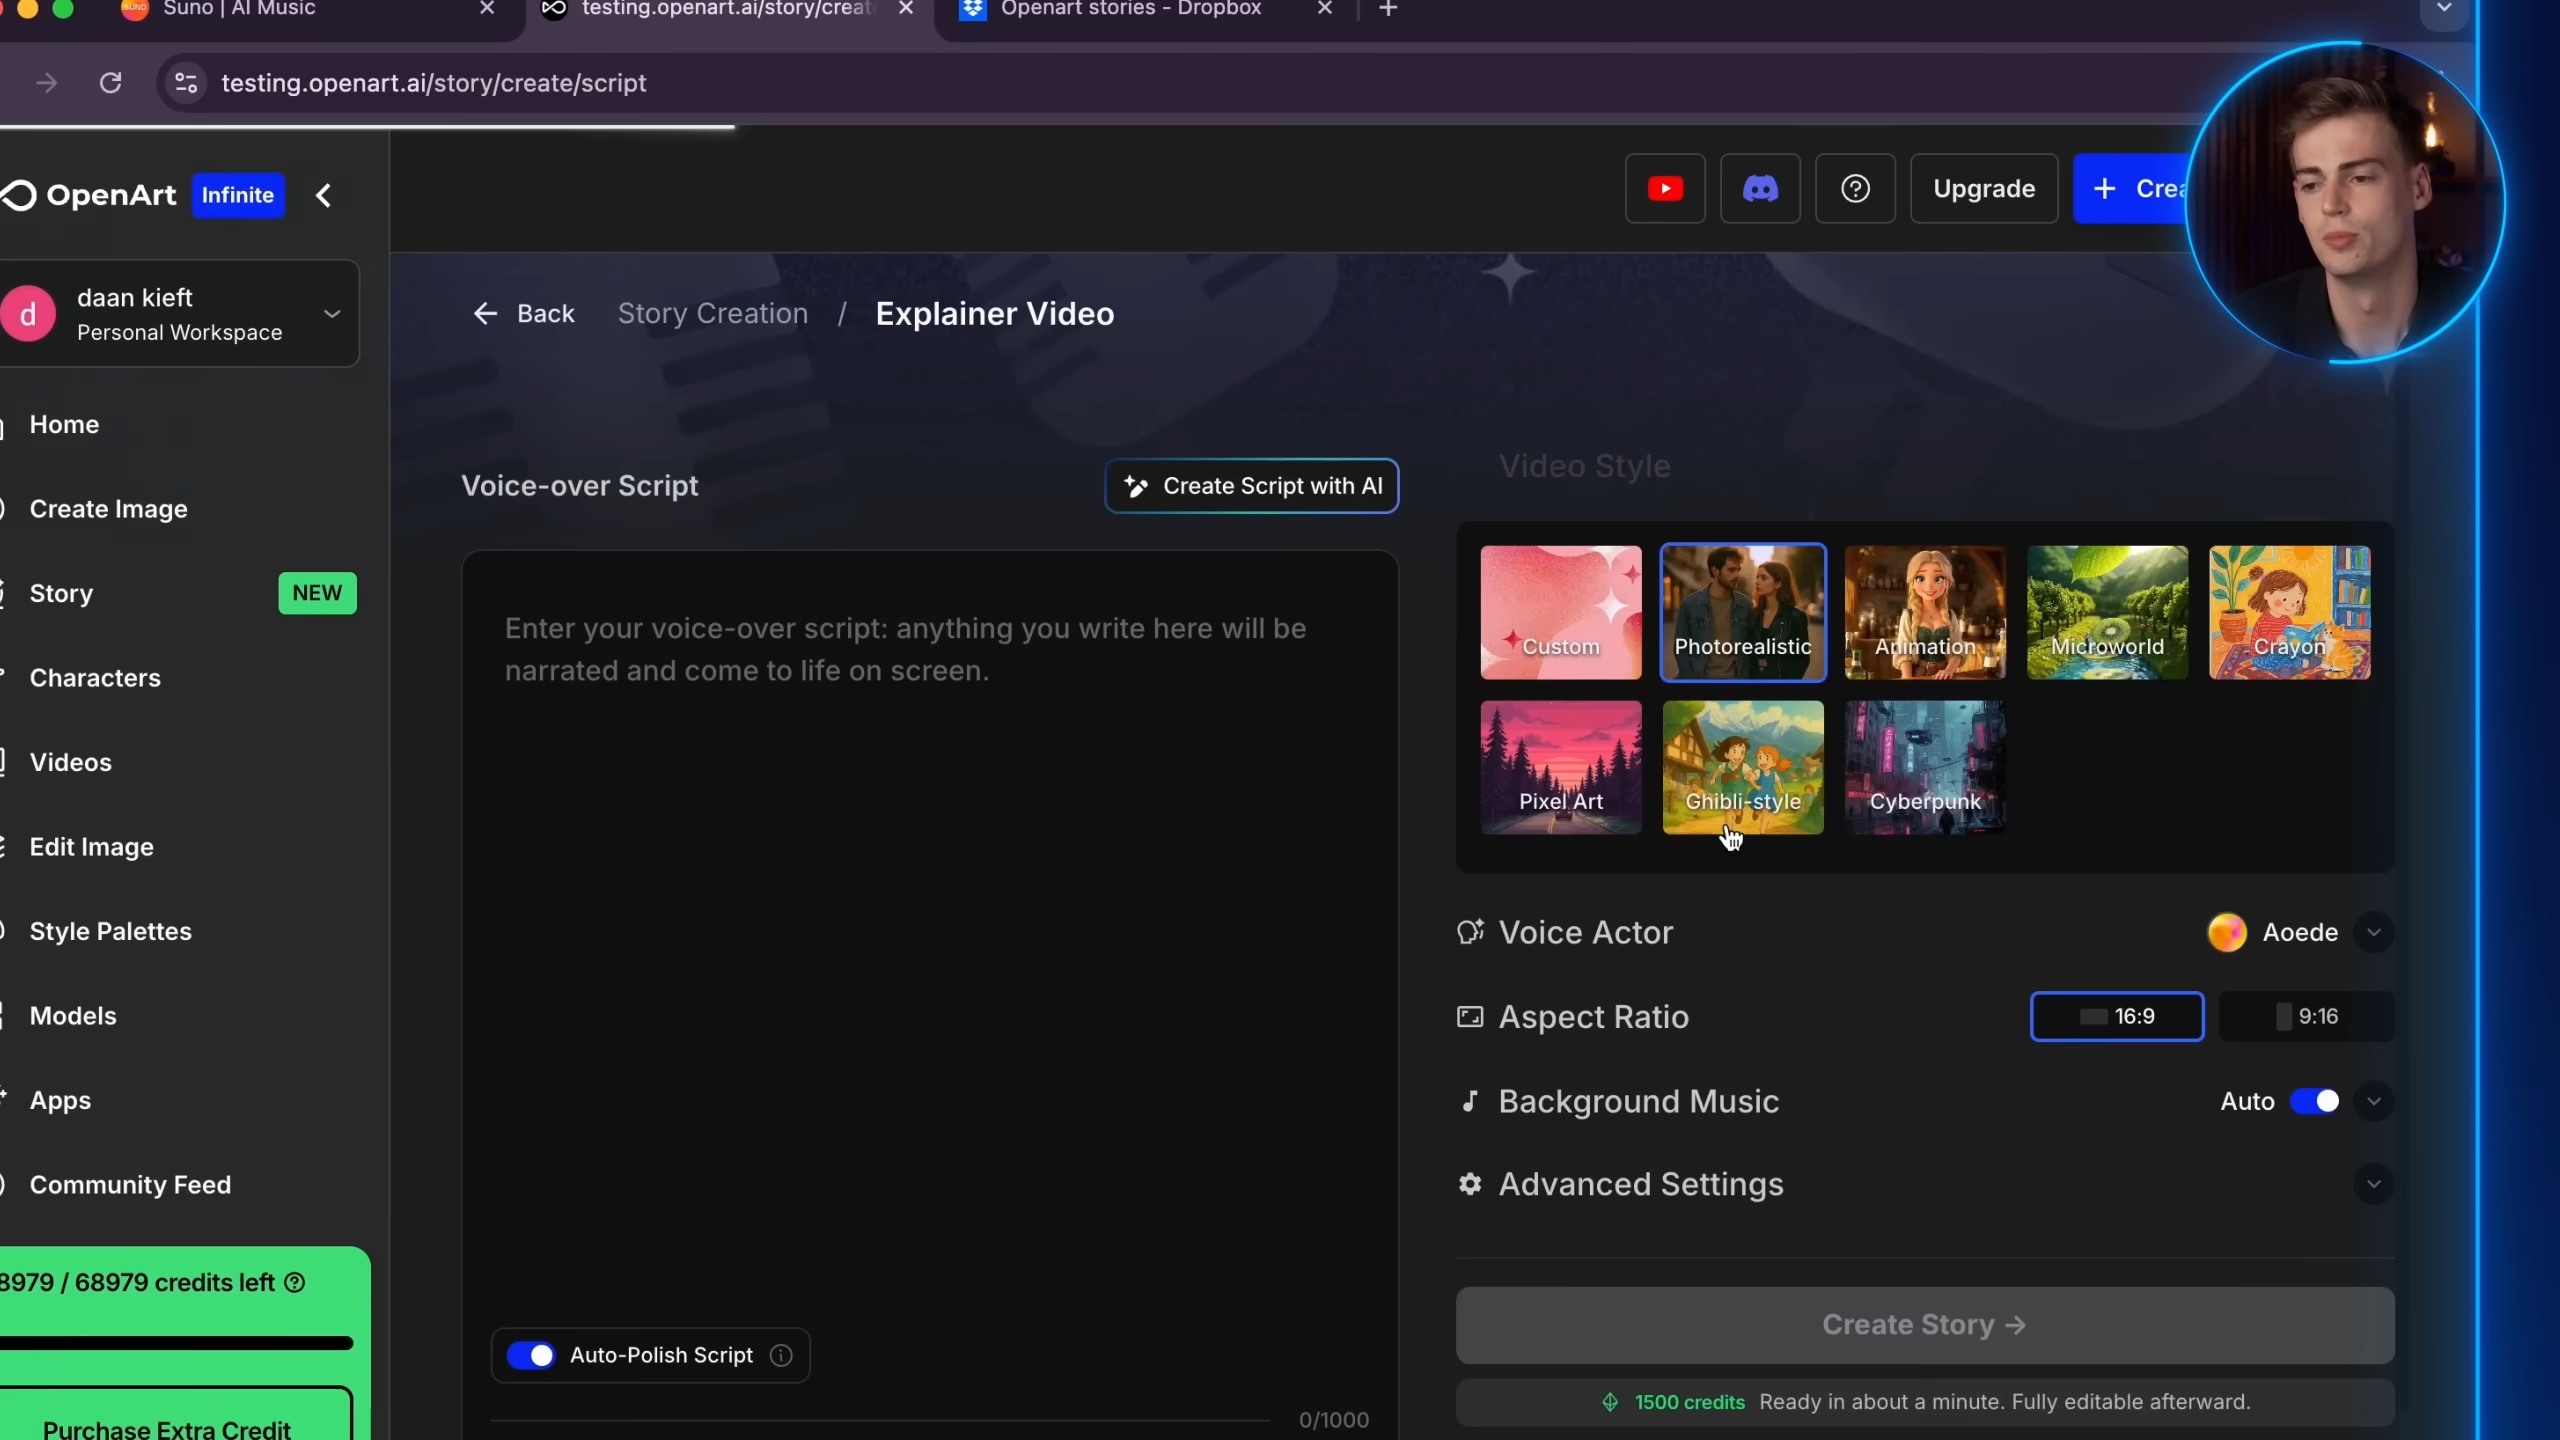 SUNO
Suno | AI Music
testing.openart.ai/story/creat
Openart stories - Dropbox
testing.openart.ai/story/create/script
OpenArt
Infinite
Upgrade
+ Crea
d
daan kieft
Personal Workspace
Back
Story Creation / Explainer Video
Home
Create Image
Story
NEW
Characters
Videos
Edit Image
Style Palettes
Models
Apps
Community Feed
8979 / 68979 credits left
Purchase Extra Credit
Voice-over Script
Create Script with AI
Enter your voice-over script: anything you write here will be
narrated and come to life on screen.
Auto-Polish Script
0/1000
Video Style
Custom
Photorealistic
Animation
Microworld
Crayon
Pixel Art
Ghibli-style
Cyberpunk
Voice Actor
Aoede
Aspect Ratio
16:9
9:16
Background Music
Auto
Advanced Settings
Create Story →
1500 credits Ready in about a minute. Fully editable afterward.